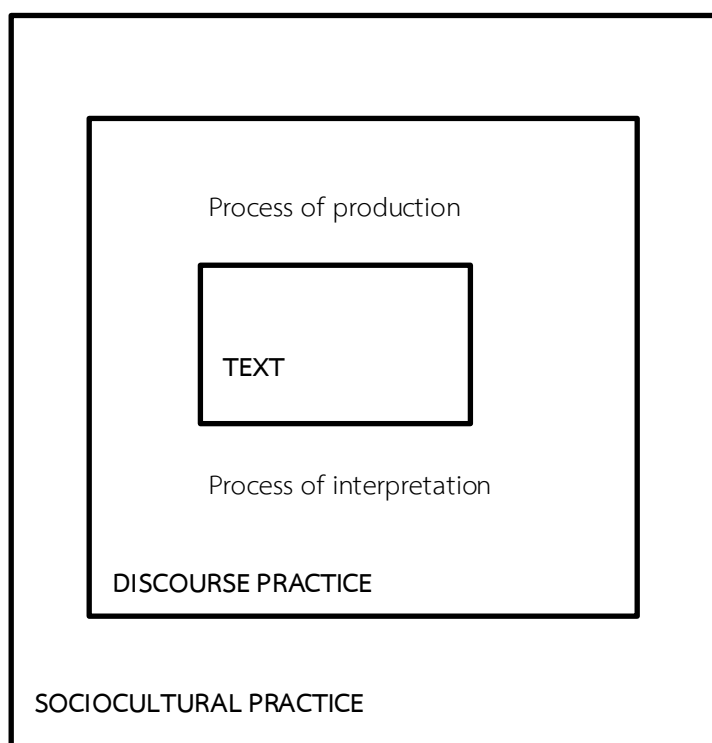 Process of production
TEXT
Process of interpretation
DISCOURSE PRACTICE
SOCIOCULTURAL PRACTICE